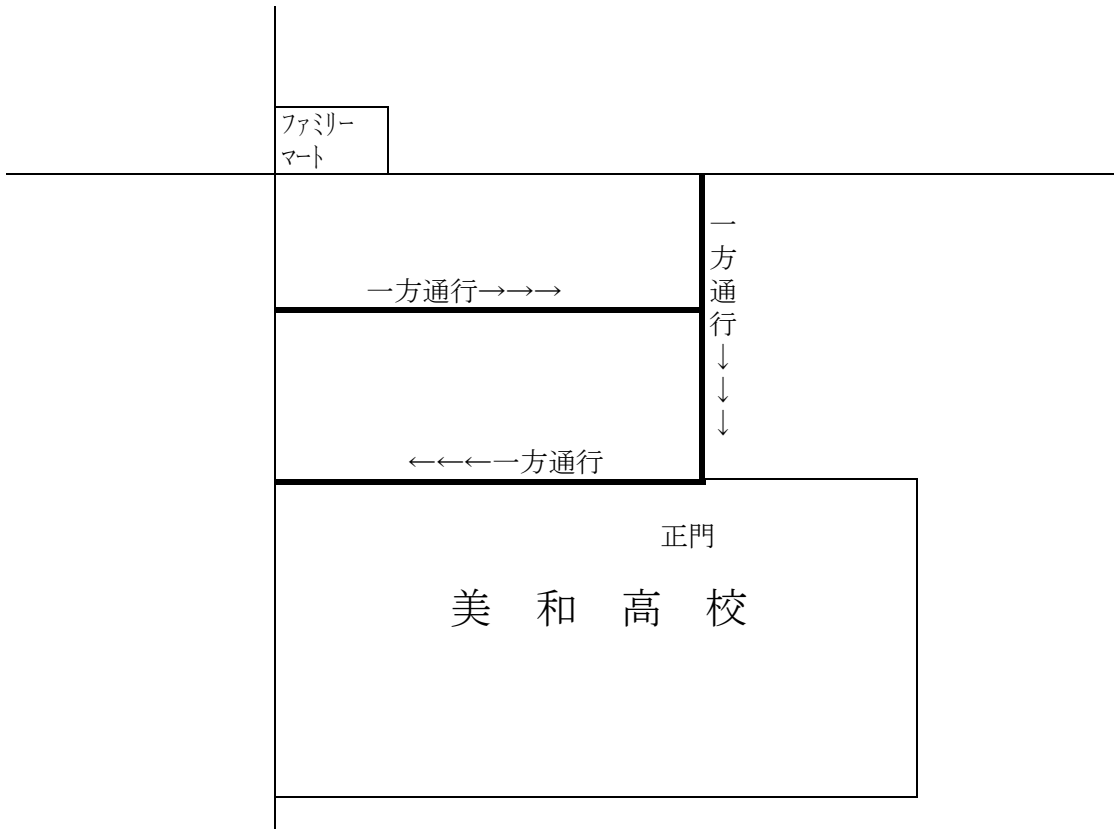 ファミリー
マート
一方通行→→→
一方通行↓↓↓
←←←一方通行
正門
美和高校